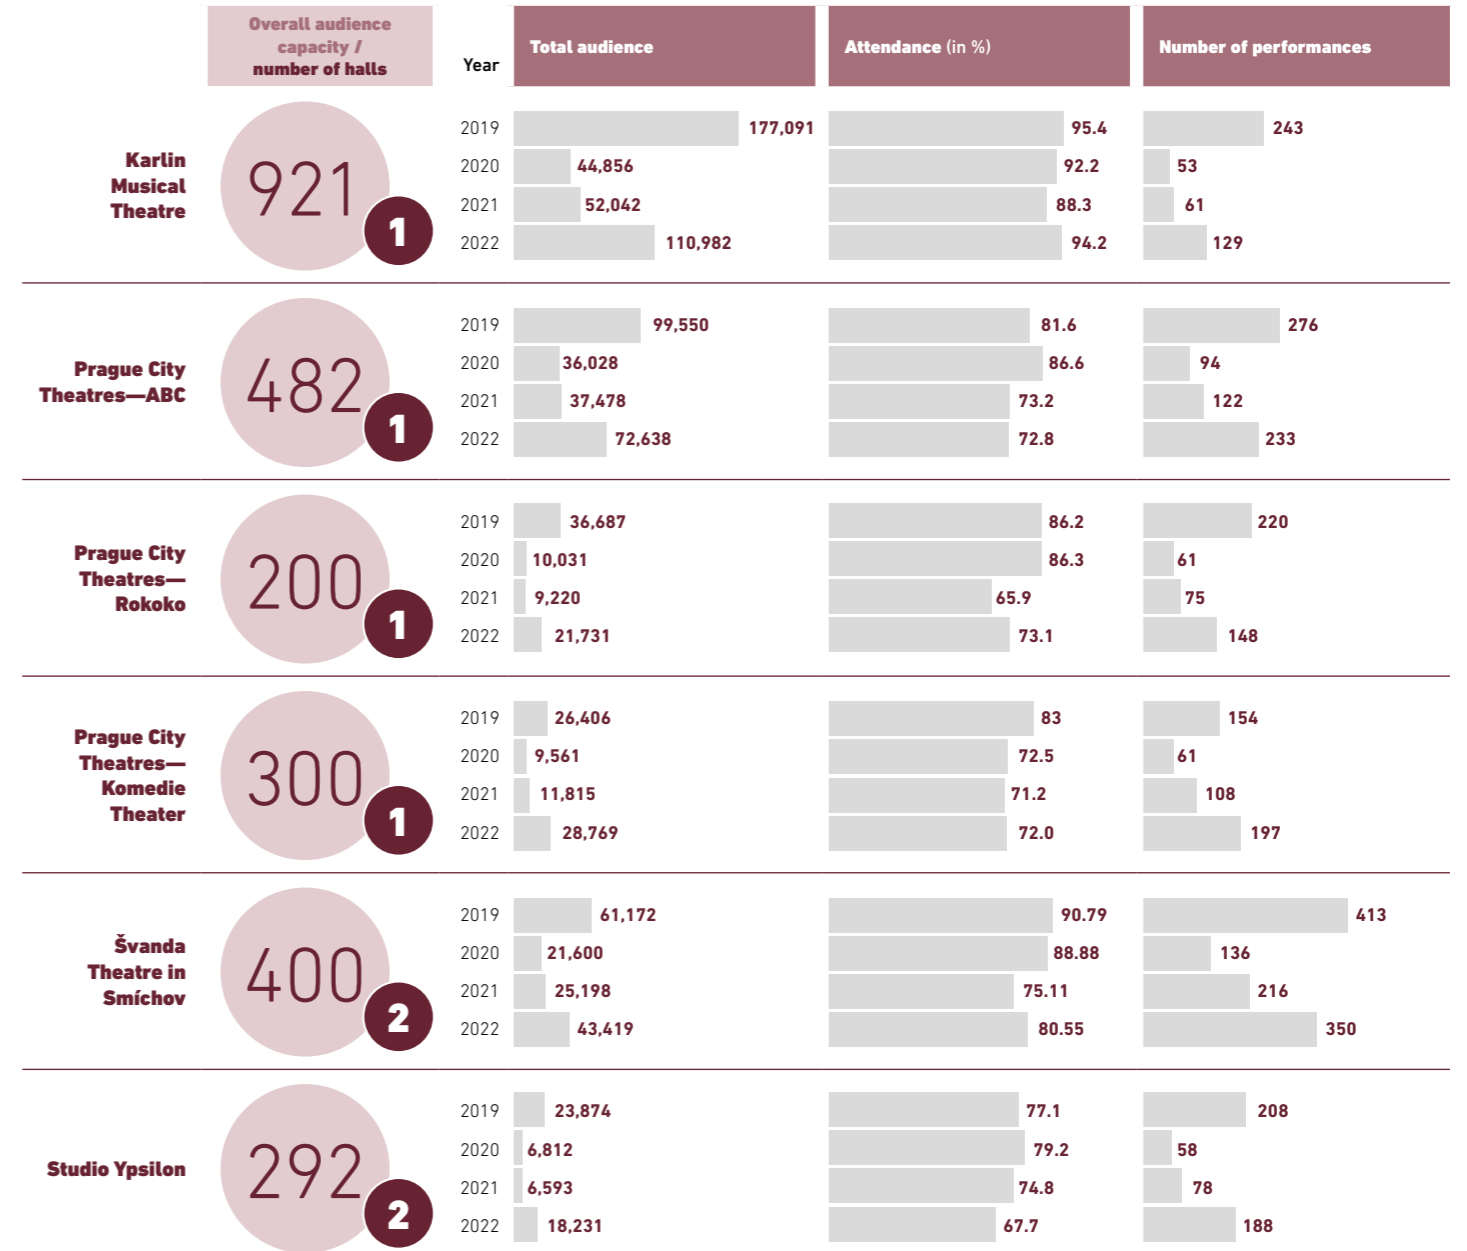 Overall audience
capacity /
number of halls
Year
Total audience
Attendance (in %)
Number of performances
Karlin
Musical
Theatre
921
1
2019 177,091 95.4 243
2020 44,856 92.2 53
2021 52,042 88.3 61
2022 110,982 94.2 129
Prague City
Theatres—ABC
482
1
2019 99,550 81.6 276
2020 36,028 86.6 94
2021 37,478 73.2 122
2022 72,638 72.8 233
Prague City
Theatres—
Rokoko
200
1
2019 36,687 86.2 220
2020 10,031 86.3 61
2021 9,220 65.9 75
2022 21,731 73.1 148
Prague City
Theatres—
Komedie
Theater
300
1
2019 26,406 83 154
2020 9,561 72.5 61
2021 11,815 71.2 108
2022 28,769 72.0 197
Švanda
Theatre in
Smíchov
400
2
2019 61,172 90.79 413
2020 21,600 88.88 136
2021 25,198 75.11 216
2022 43,419 80.55 350
Studio Ypsilon
292
2
2019 23,874 77.1 208
2020 6,812 79.2 58
2021 6,593 74.8 78
2022 18,231 67.7 188